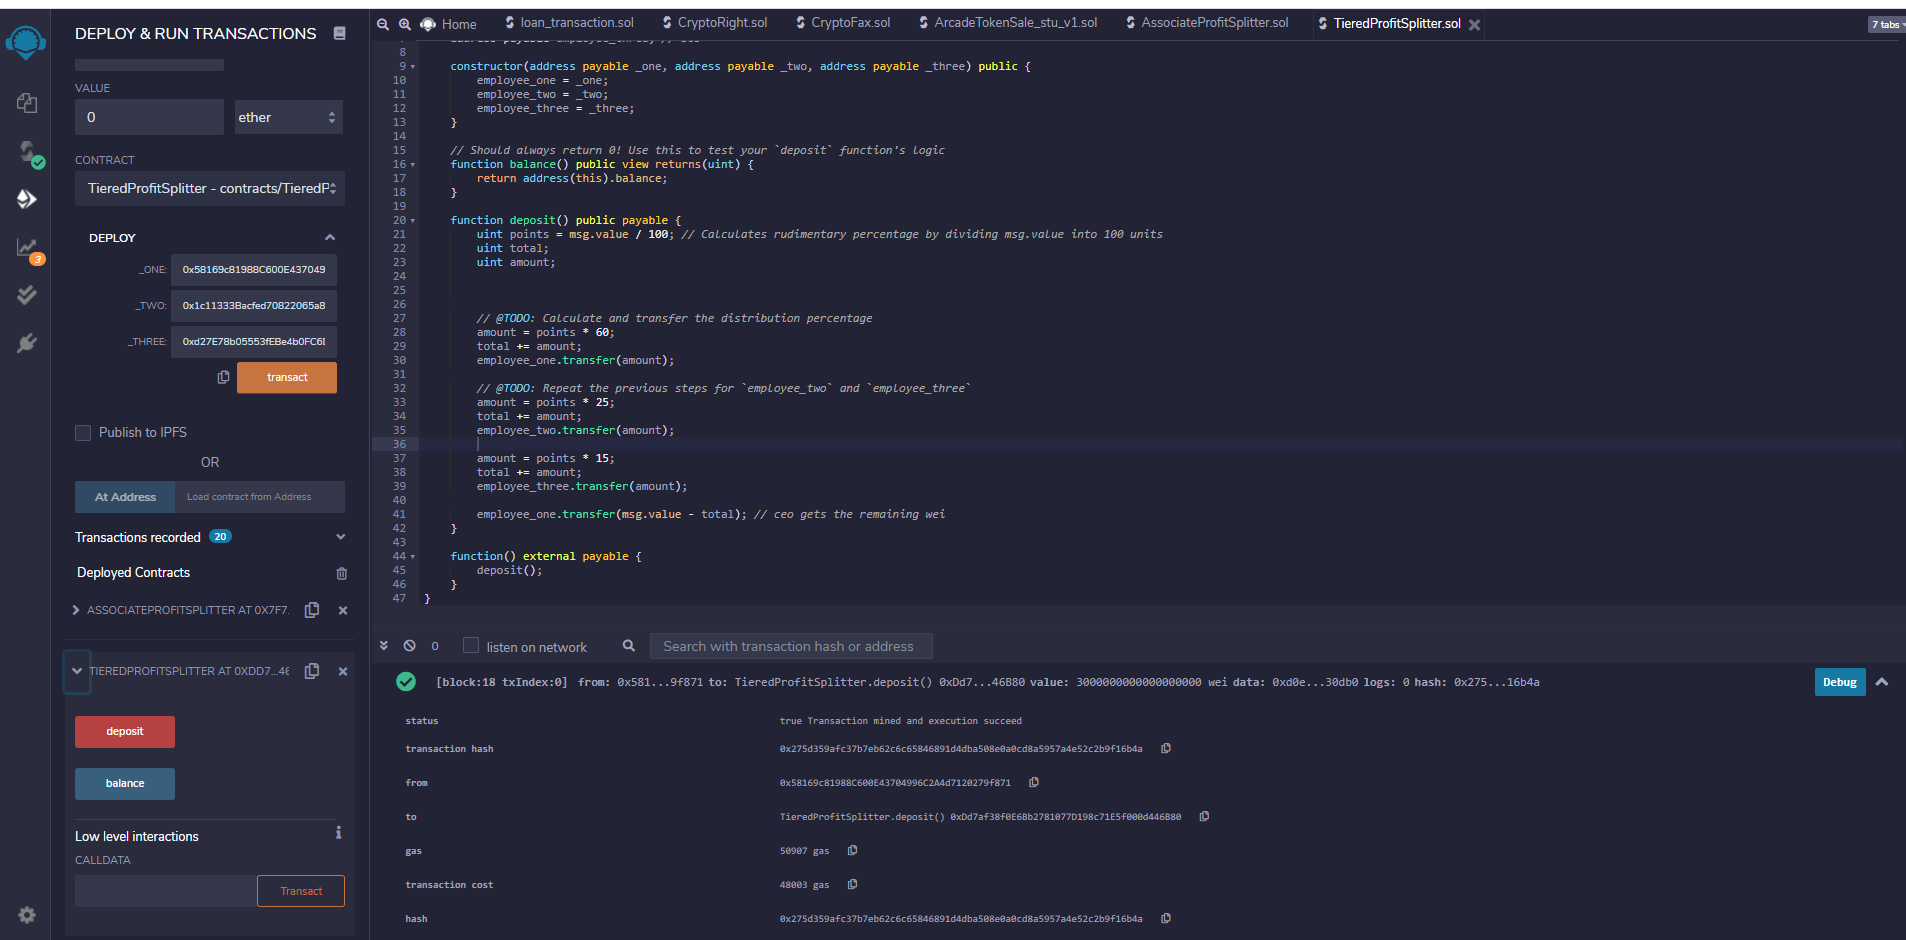 DEPLOY & RUN TRANSACTIONS
VALUE
0
ether
CONTRACT
TieredProfitSplitter - contracts/TieredP
DEPLOY
_ONE:
0x58169c81988C600E437049
_TWO:
0x1c11333Bacfed70822065a8
_THREE:
0xd27E78b05553fEBe4b0FC6
transact
Publish to IPFS
OR
At Address
Load contract from Address
Transactions recorded
20
Deployed Contracts
ASSOCIATEPROFITSPLITTER AT 0X7F7.
TIEREDPROFITSPLITTER AT 0XDD7...46
deposit
balance
Low level interactions
CALLDATA
Transact
3
Home
loan_transaction.sol
CryptoRight.sol
CryptoFax.sol
ArcadeTokenSale_stu_v1.sol
AssociateProfitSplitter.sol
TieredProfitSplitter.sol
7 tabs
8
9 constructor(address payable _one, address payable _two, address payable _three) public {
10 employee_one = _one;
11 employee_two = _two;
12 employee_three = _three;
13 }
14
15 // Should always return 0! Use this to test your `deposit` function's logic
16 function balance() public view returns(uint) {
17 return address(this).balance;
18 }
19
20 function deposit() public payable {
21 uint points = msg.value / 100; // Calculates rudimentary percentage by dividing msg.value into 100 units
22 uint total;
23 uint amount;
24
25
26
27 // @TODO: Calculate and transfer the distribution percentage
28 amount = points * 60;
29 total += amount;
30 employee_one.transfer(amount);
31
32 // @TODO: Repeat the previous steps for `employee_two` and `employee_three`
33 amount = points * 25;
34 total += amount;
35 employee_two.transfer(amount);
36
37 amount = points * 15;
38 total += amount;
39 employee_three.transfer(amount);
40
41 employee_one.transfer(msg.value - total); // ceo gets the remaining wei
42 }
43
44 function() external payable {
45 deposit();
46 }
47 }
0
listen on network
Search with transaction hash or address
[block:18 txIndex:0] from: 0x581...9f871 to: TieredProfitSplitter.deposit() 0xDd7...46B80 value: 3000000000000000000 wei data: 0xd0e...30db0 logs: 0 hash: 0x275...16b4a
Debug
status true Transaction mined and execution succeed
transaction hash 0x275d359afc37b7eb62c6c65846891d4dba508e0a0cd8a5957a4e52c2b9f16b4a
from 0x58169c81988C600E43704996C2A4d7120279f871
to TieredProfitSplitter.deposit() 0xDd7af38f0E6Bb2781077D198c71E5f000d446B80
gas 50907 gas
transaction cost 48003 gas
hash 0x275d359afc37b7eb62c6c65846891d4dba508e0a0cd8a5957a4e52c2b9f16b4a